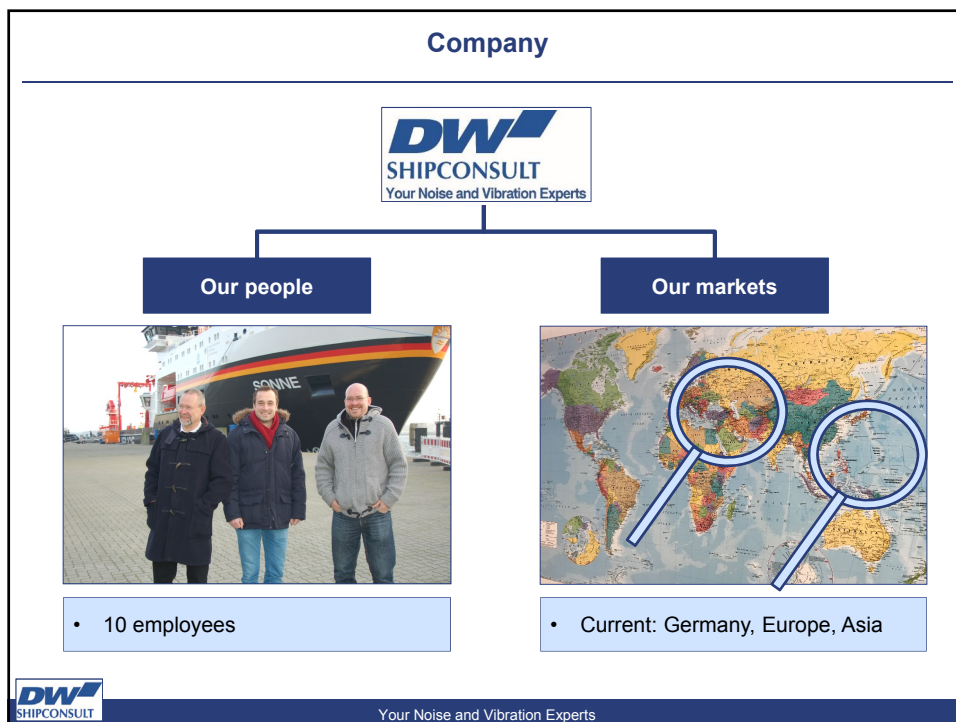 Company
DW
SHIPCONSULT
Your Noise and Vibration Experts
Our people
Our markets
SONNE
• 10 employees
• Current: Germany, Europe, Asia
DW
SHIPCONSULT
Your Noise and Vibration Experts